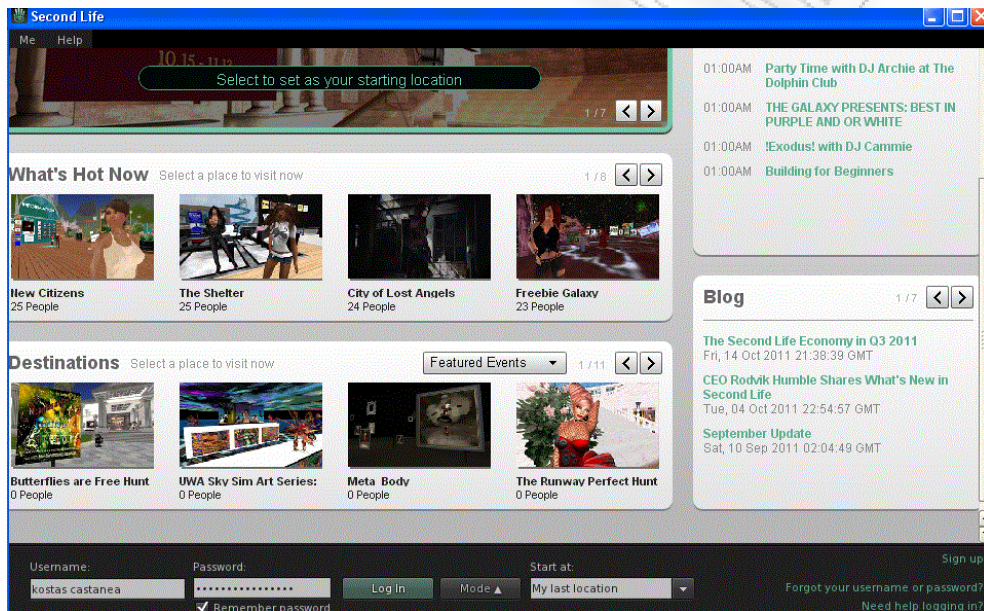 Second Life
Me Help
10.15 - 11.13
Select to set as your starting location
1 / 7
01:00AM Party Time with DJ Archie at The
Dolphin Club
01:00AM THE GALAXY PRESENTS: BEST IN
PURPLE AND OR WHITE
01:00AM !Exodus! with DJ Cammie
01:00AM Building for Beginners
What's Hot Now Select a place to visit now
1 / 8
New Citizens
25 People
The Shelter
25 People
City of Lost Angels
24 People
Freebie Galaxy
23 People
Blog
1 / 7
The Second Life Economy in Q3 2011
Fri, 14 Oct 2011 21:38:39 GMT
CEO Rodvik Humble Shares What's New in
Second Life
Tue, 04 Oct 2011 22:54:57 GMT
September Update
Sat, 10 Sep 2011 02:04:49 GMT
Destinations Select a place to visit now
Featured Events
1 / 11
Butterflies are Free Hunt
0 People
UWA Sky Sim Art Series:
0 People
Meta_Body
0 People
The Runway Perfect Hunt
0 People
Username:
kostas castanea
Password:
•••••••••••••••
Remember password
Log In
Mode ▲
Start at:
My last location
Sign up
Forgot your username or password?
Need help logging in?